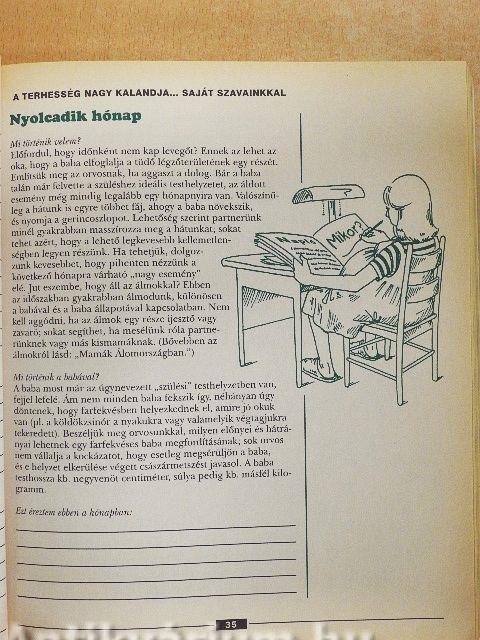 A TERHESSÉG NAGY KALANDJA... SAJÁT SZAVAINKKAL
Nyolcadik hónap
Mi történik velem?
Előfordul, hogy időnként nem kap levegőt? Ennek az lehet az
oka, hogy a baba elfoglalja a tüdő légzőterületének egy részét.
Említsük meg az orvosnak, ha aggaszt a dolog. Bár a baba
talán már felvette a szüléshez ideális testhelyzetet, az áldott
esemény még mindig legalább egy hónapnyira van. Valószínű-
leg a hátunk is egyre többet fáj, ahogy a baba növekszik,
és nyomja a gerincoszlopot. Lehetőség szerint partnerünk
minél gyakrabban masszírozza meg a hátunkat; sokat
tehet azért, hogy a lehető legkevesebb kellemetlen-
ségben legyen részünk. Ha tehetjük, dolgoz-
zunk kevesebbet, hogy pihenten nézzünk a
következő hónapra várható „nagy esemény”
elé. Jut eszembe, hogy áll az álmokkal? Ebben
az időszakban gyakrabban álmodunk, különösen
a babával és a baba állapotával kapcsolatban. Nem
kell aggódni, ha az álmok egy része ijesztő vagy
zavaró; sokat segíthet, ha mesélünk róla partne-
rünknek vagy más kismamáknak. (Bővebben az
álmokról lásd: „Mamák Álomországban.”)
Mikor?
Mi történik a babával?
A baba most már az úgynevezett „szülési” testhelyzetben van,
fejjel lefelé. Ám nem minden baba fekszik így, néhányan úgy
döntenek, hogy farfekvésben helyezkednek el, amire jó okuk
van (pl. a köldökzsinór a nyakukra vagy valamelyik végtagjukra
tekeredett). Beszéljük meg orvosunkkal, milyen előnyei és hátrá-
nyai lehetnek egy farfekvéses baba megfordításának; sok orvos
nem vállalja a kockázatot, hogy esetleg megsérüljön a baba,
és e helyzet elkerülése végett császármetszést javasol. A baba
testhossza kb. negyvenöt centiméter, súlya pedig kb. másfél kilo-
gramm.
Ezt éreztem ebben a hónapban:
35